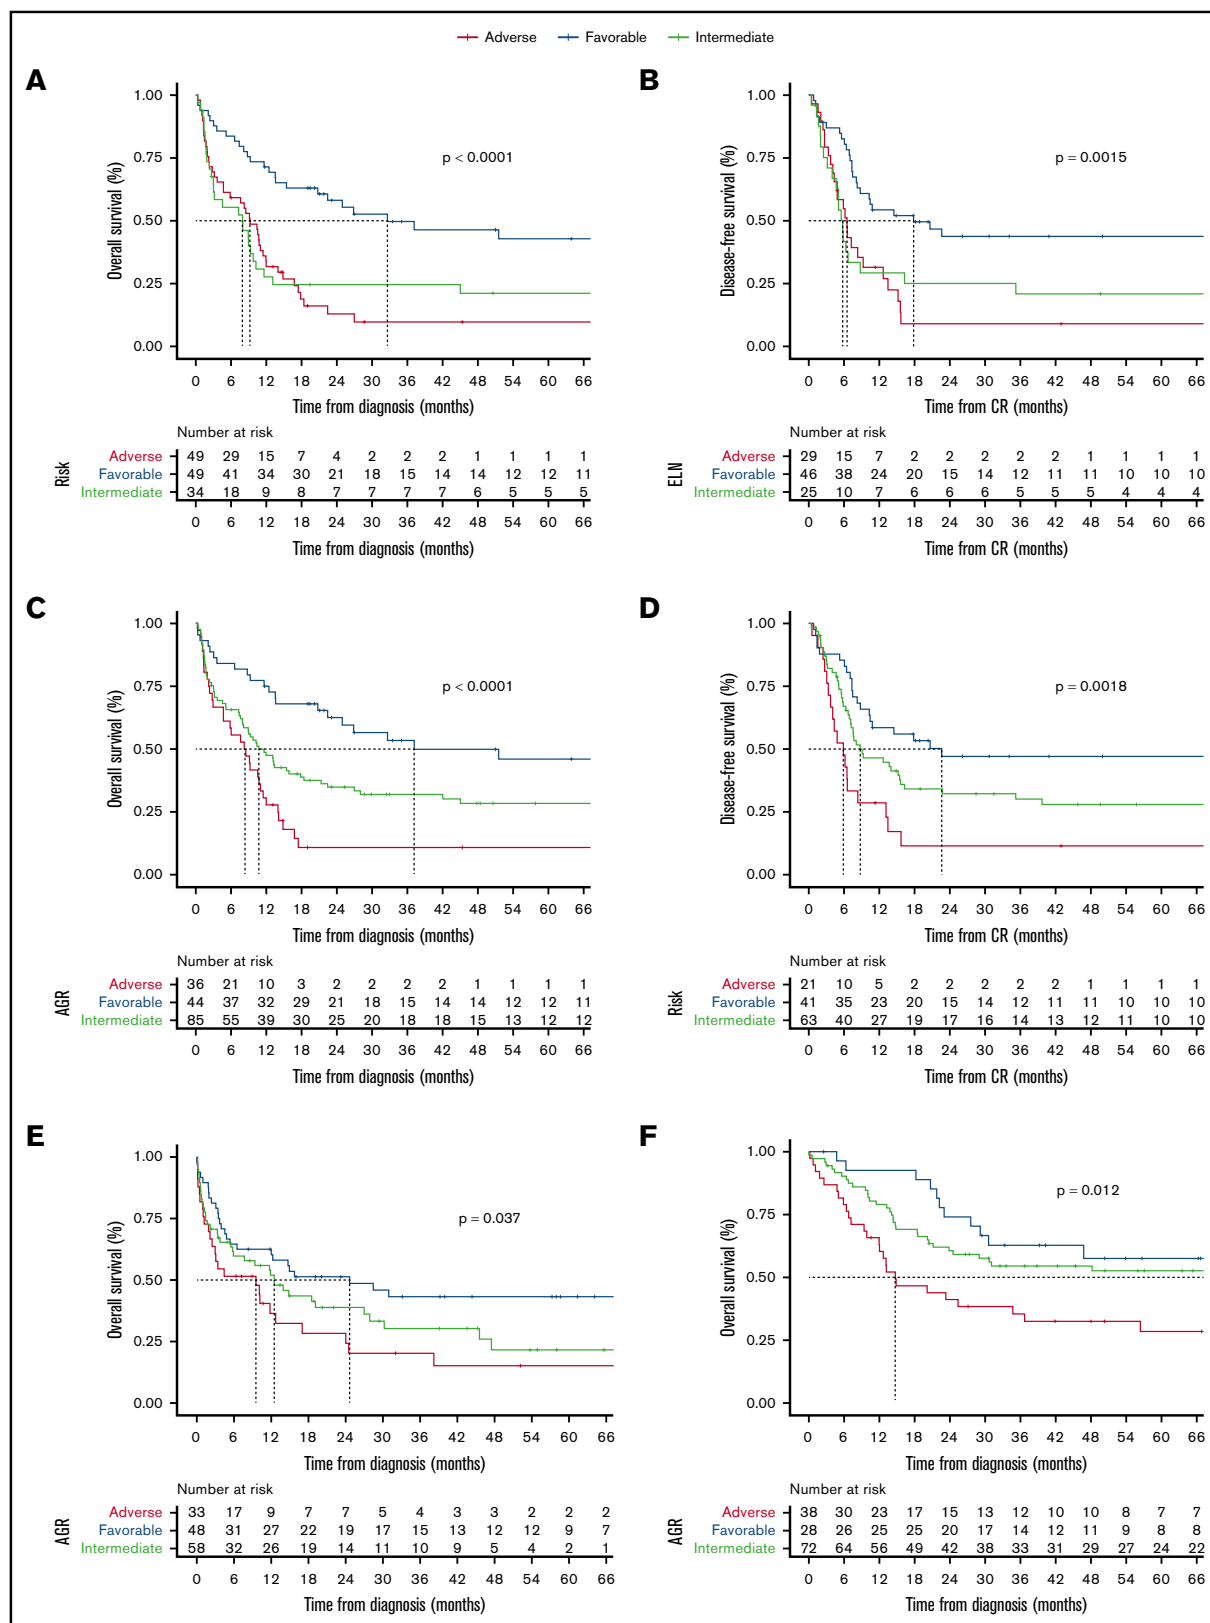 Adverse Favorable Intermediate
A
1.00
0.75
0.50
0.25
0.00
Overall survival (%)
p < 0.0001
0 6 12 18 24 30 36 42 48 54 60 66
Time from diagnosis (months)
Number at risk
Risk
Adverse 49 29 15 7 4 2 2 2 1 1 1 1
Favorable 49 41 34 30 21 18 15 14 14 12 12 11
Intermediate 34 18 9 8 7 7 7 7 6 5 5 5
0 6 12 18 24 30 36 42 48 54 60 66
Time from diagnosis (months)
B
1.00
0.75
0.50
0.25
0.00
Disease-free survival (%)
p = 0.0015
0 6 12 18 24 30 36 42 48 54 60 66
Time from CR (months)
Number at risk
ELN
Adverse 29 15 7 2 2 2 2 2 1 1 1 1
Favorable 46 38 24 20 15 14 12 11 11 10 10 10
Intermediate 25 10 7 6 6 6 5 5 5 4 4 4
0 6 12 18 24 30 36 42 48 54 60 66
Time from CR (months)
C
1.00
0.75
0.50
0.25
0.00
Overall survival (%)
p < 0.0001
0 6 12 18 24 30 36 42 48 54 60 66
Time from diagnosis (months)
Number at risk
AGR
Adverse 36 21 10 3 2 2 2 2 1 1 1 1
Favorable 44 37 32 29 21 18 15 14 14 12 12 11
Intermediate 85 55 39 30 25 20 18 18 15 13 12 12
0 6 12 18 24 30 36 42 48 54 60 66
Time from diagnosis (months)
D
1.00
0.75
0.50
0.25
0.00
Disease-free survival (%)
p = 0.0018
0 6 12 18 24 30 36 42 48 54 60 66
Time from CR (months)
Number at risk
Risk
Adverse 21 10 5 2 2 2 2 2 1 1 1 1
Favorable 41 35 23 20 15 14 12 11 11 10 10 10
Intermediate 63 40 27 19 17 16 14 13 12 11 10 10
0 6 12 18 24 30 36 42 48 54 60 66
Time from CR (months)
E
1.00
0.75
0.50
0.25
0.00
Overall survival (%)
p = 0.037
0 6 12 18 24 30 36 42 48 54 60 66
Time from diagnosis (months)
Number at risk
AGR
Adverse 33 17 9 7 7 5 4 3 3 2 2 2
Favorable 48 31 27 22 19 17 15 13 12 12 9 7
Intermediate 58 32 26 19 14 11 10 9 5 4 2 1
0 6 12 18 24 30 36 42 48 54 60 66
Time from diagnosis (months)
F
1.00
0.75
0.50
0.25
0.00
Overall survival (%)
p = 0.012
0 6 12 18 24 30 36 42 48 54 60 66
Time from diagnosis (months)
Number at risk
AGR
Adverse 38 30 23 17 15 13 12 10 10 8 7 7
Favorable 28 26 25 25 20 17 14 12 11 9 8 8
Intermediate 72 64 56 49 42 38 33 31 29 27 24 22
0 6 12 18 24 30 36 42 48 54 60 66
Time from diagnosis (months)